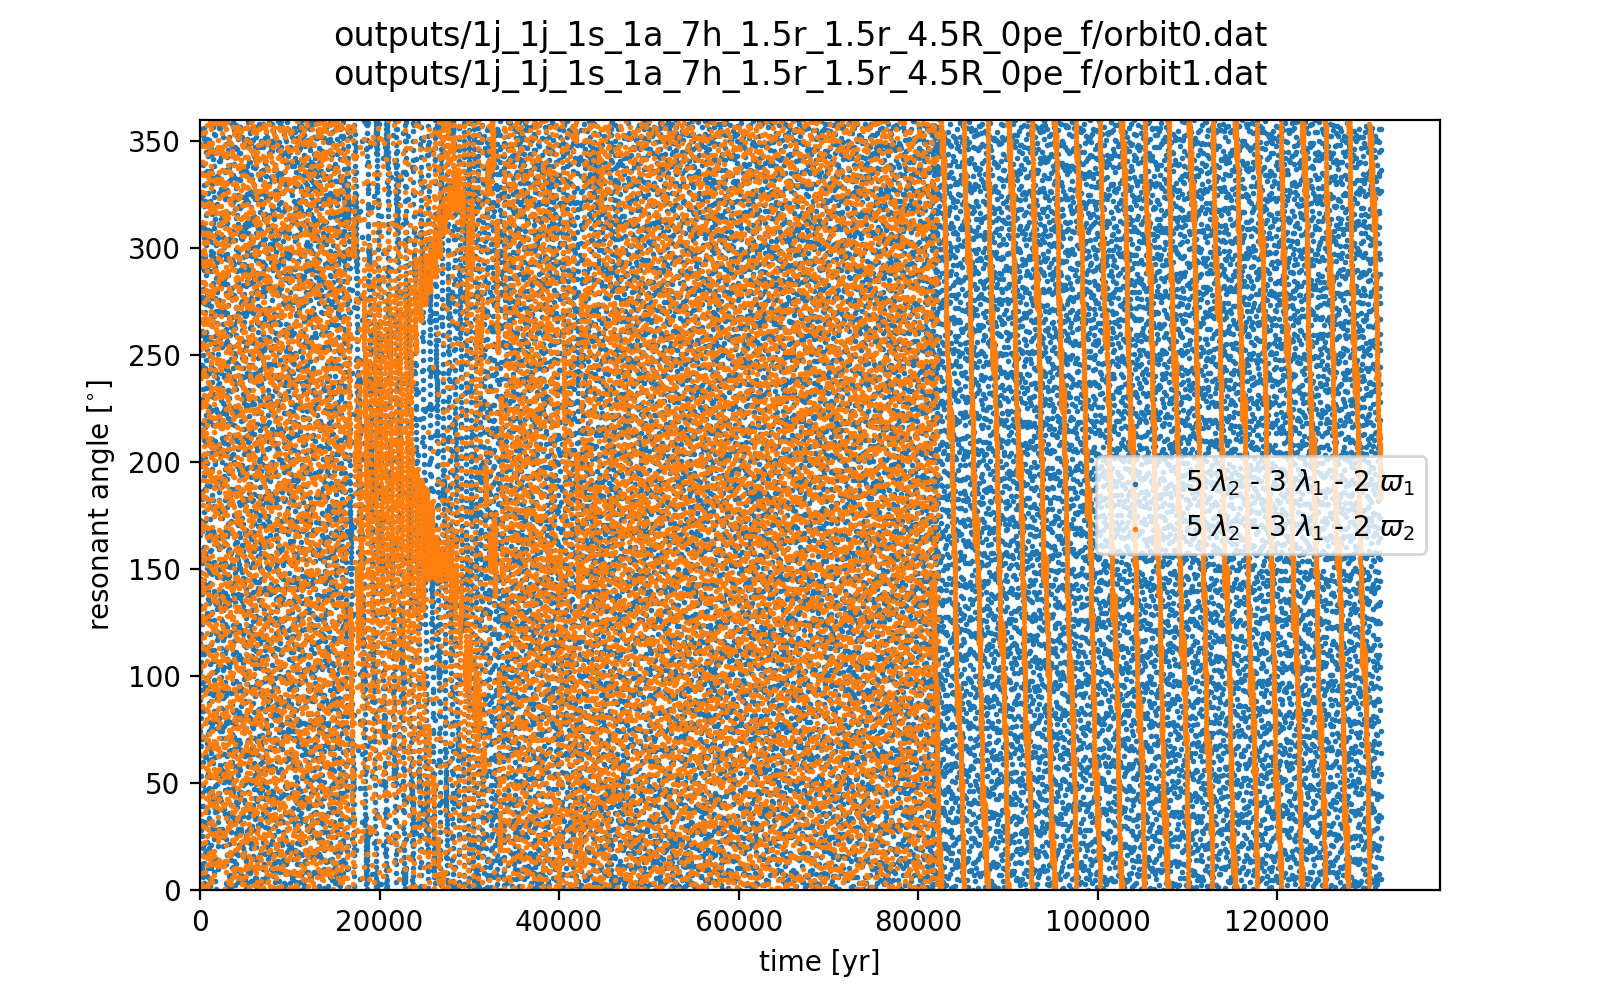 outputs/1j_1j_1s_1a_7h_1.5r_1.5r_4.5R_0pe_f/orbit0.dat
outputs/1j_1j_1s_1a_7h_1.5r_1.5r_4.5R_0pe_f/orbit1.dat
350
300
250
200
150
100
50
0
resonant angle [°]
5 λ₂ - 3 λ₁ - 2 ϖ₁
5 λ₂ - 3 λ₁ - 2 ϖ₂
0 20000 40000 60000 80000 100000 120000
time [yr]